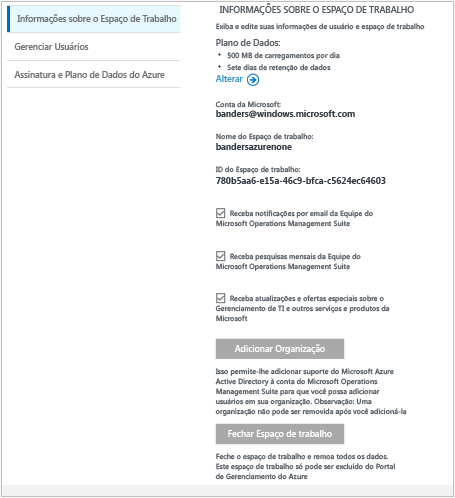 Informações sobre o Espaço de Trabalho
Gerenciar Usuários
Assinatura e Plano de Dados do Azure
INFORMAÇÕES SOBRE O ESPAÇO DE TRABALHO
Exiba e edite suas informações de usuário e espaço de trabalho
Plano de Dados:
• 500 MB de carregamentos por dia
• Sete dias de retenção de dados
Alterar
Conta da Microsoft:
banders@windows.microsoft.com
Nome do Espaço de trabalho:
bandersazurenone
ID do Espaço de trabalho:
780b5aa6-e15a-46c9-bfca-c5624ec64603
Receba notificações por email da Equipe do
Microsoft Operations Management Suite
Receba pesquisas mensais da Equipe do
Microsoft Operations Management Suite
Receba atualizações e ofertas especiais sobre o
Gerenciamento de TI e outros serviços e produtos da
Microsoft
Adicionar Organização
Isso permite-lhe adicionar suporte do Microsoft Azure
Active Directory à conta do Microsoft Operations
Management Suite para que você possa adicionar
usuários em sua organização. Observação: Uma
organização não pode ser removida após você adicioná-la
Fechar Espaço de trabalho
Feche o espaço de trabalho e remoa todos os dados.
Este espaço de trabalho só pode ser excluído do Portal
de Gerenciamento do Azure